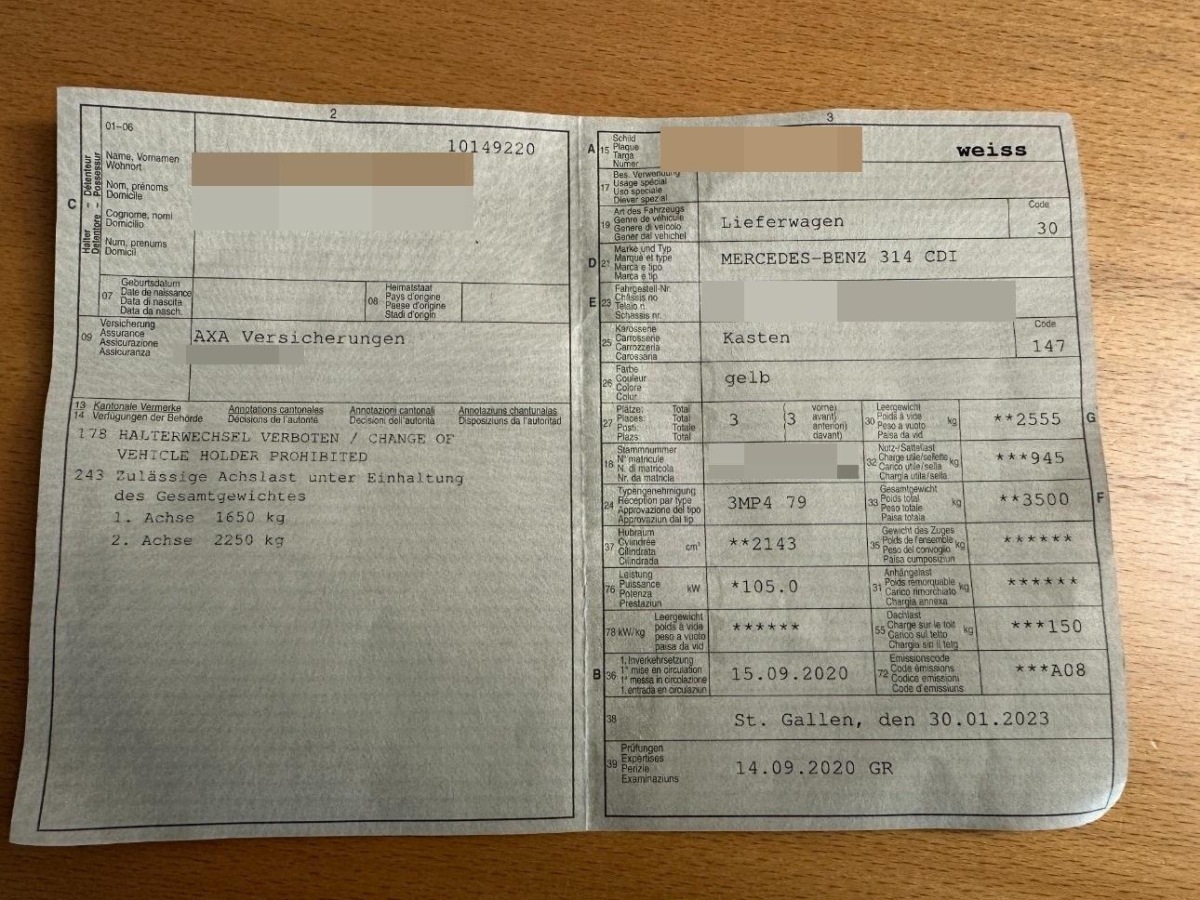 2
01-06
10149220
Name, Vornamen
Wohnort
Nom, prénoms
Domicile
Cognome, nomi
Domicilio
Num, prenums
Domicil
C
Halter - Détenteur
Detentore - Possessur
07
Geburtsdatum
Date de naissance
Data di nascita
Data da nasch.
08
Heimatstaat
Pays d'origine
Paese d'origine
Stadi d'origin
09
Versicherung
Assurance
Assicurazione
Assicuranza
AXA Versicherungen
13 Kantonale Vermerke Annotations cantonales Annotazioni cantonali Annotaziuns chantunalas
14 Verfügungen der Behörde Décisions de l'autorité Decisioni dell'autorità Disposiziuns da l'autoritad
178 HALTERWECHSEL VERBOTEN / CHANGE OF
VEHICLE HOLDER PROHIBITED
243 Zulässige Achslast unter Einhaltung
des Gesamtgewichtes
1. Achse 1650 kg
2. Achse 2250 kg
3
A 15
Schild
Plaque
Targa
Numer
weiss
17
Bes. Verwendung
Usage spécial
Uso speciale
Diever spezial
19
Art des Fahrzeugs
Genre de véhicule
Genere di veicolo
Gener dal vehichel
Lieferwagen
Code
30
D 21
Marke und Typ
Marque et type
Marca e tipo
Marca e tip
MERCEDES-BENZ 314 CDI
E 23
Fahrgestell-Nr.
Châssis no
Telaio n.
Schassis nr.
25
Karosserie
Carrosserie
Carrozzeria
Carossaria
Kasten
Code
147
26
Farbe
Couleur
Colore
Colur
gelb
27
Plätze: Total
Places: Total
Posti: Totale
Plazs: Totale
3
3
vorne)
avant)
anteriori)
davant)
30
Leergewicht
Poids à vide
Peso a vuoto
Paisa da vid
kg
**2555
G
18
Stammnummer
N° matricule
N. di matricola
Nr. da matricla
32
Nutz-/Sattellast
Charge utile/sellette
Carico utile/sella
Chargia utila/sella
kg
***945
24
Typengenehmigung
Réception par type
Approvazione del tipo
Approvaziun dal tip
3MP4 79
33
Gesamtgewicht
Poids total
Peso totale
Paisa totala
kg
**3500
F
37
Hubraum
Cylindrée
Cilindrata
Cilindrada
cm³
**2143
35
Gewicht des Zuges
Poids de l'ensemble
Peso del convoglio
Paisa cumposiziun
kg
******
76
Leistung
Puissance
Potenza
Prestaziun
kW
*105.0
31
Anhängelast
Poids remorquable
Carico rimorchiato
Chargia annexa
kg
******
78 kW/kg
Leergewicht
poids à vide
peso a vuoto
paisa da vid
******
55
Dachlast
Charge sur le toit
Carico sul tetto
Chargia sin il tetg
kg
***150
B 36
1. Inverkehrsetzung
1re mise en circulation
1a messa in circolazione
1. entrada en circulaziun
15.09.2020
72
Emissionscode
Code émissions
Codice emissioni
Code d'emissiuns
***A08
38
St. Gallen, den 30.01.2023
39
Prüfungen
Expertises
Perizie
Examinaziuns
14.09.2020 GR